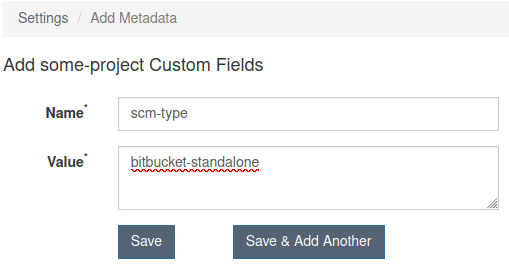 Settings / Add Metadata
Add some-project Custom Fields
Name* scm-type
Value* bitbucket-standalone
Save Save & Add Another